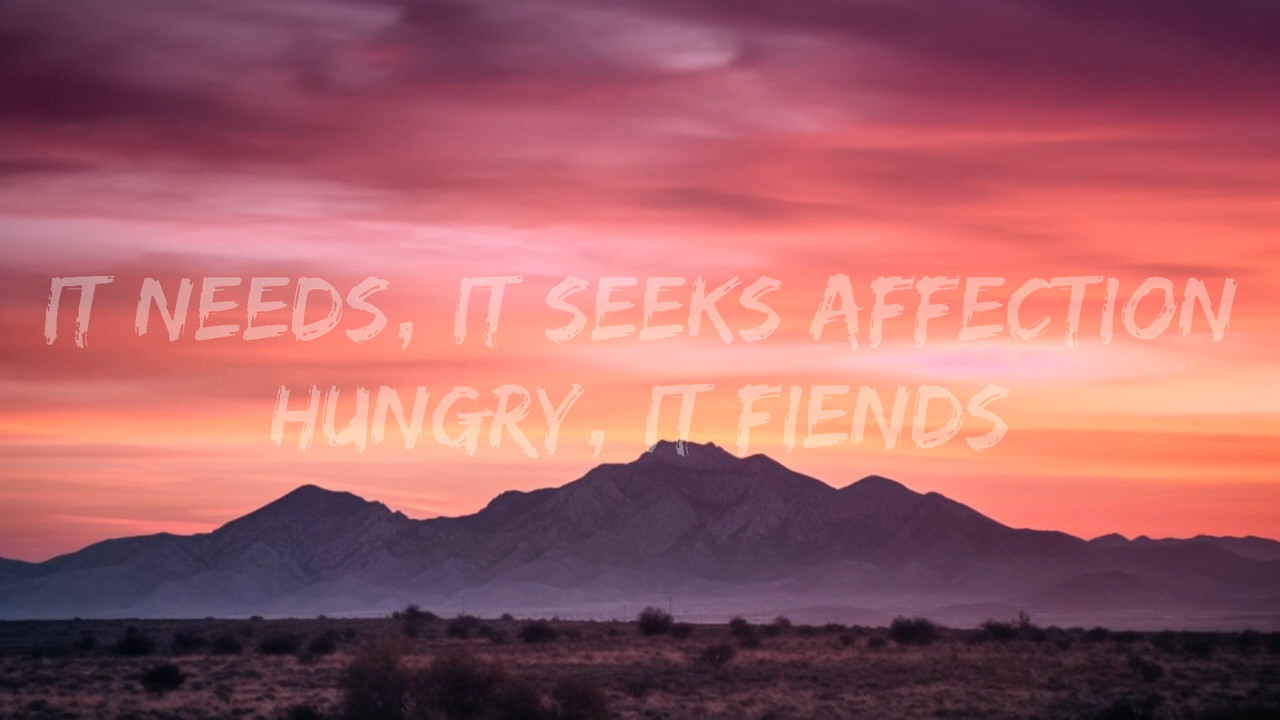 IT NEEDS, IT SEEKS AFFECTION
HUNGRY, IT FIENDS